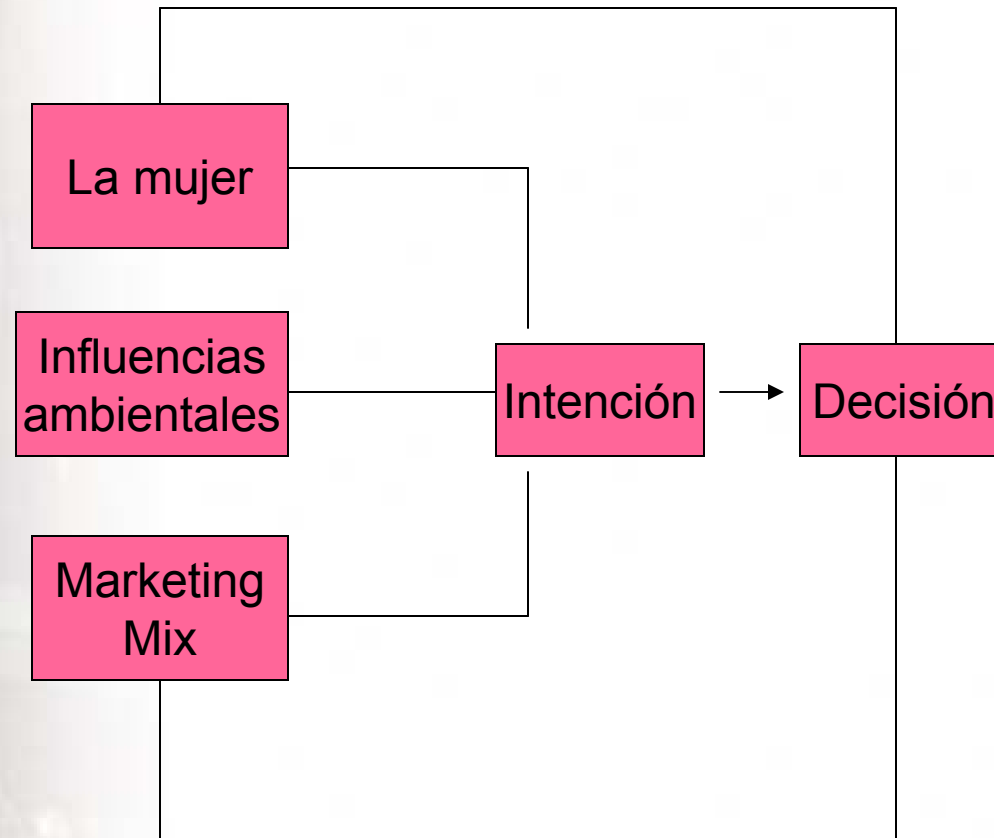 La mujer
Influencias
ambientales
Intención
Decisión
Marketing
Mix